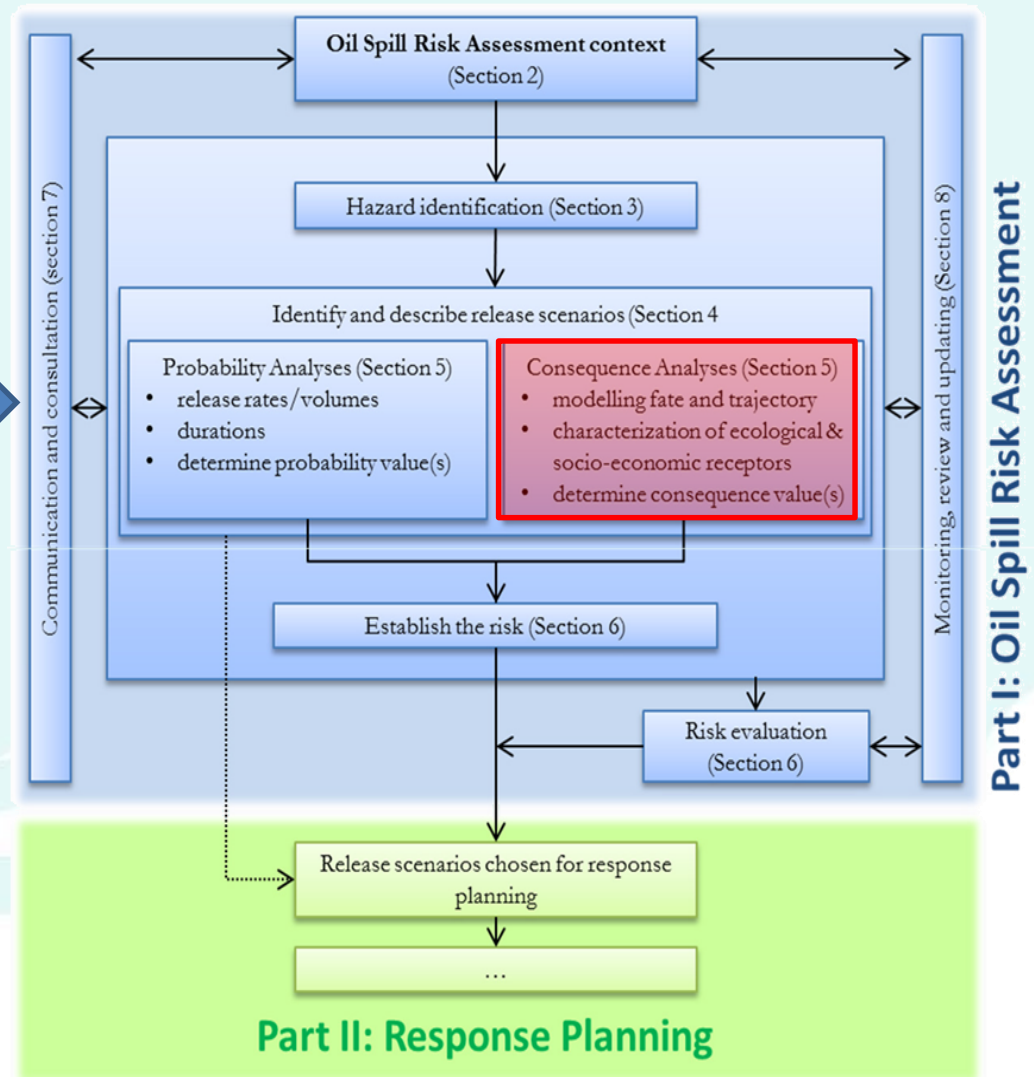 Oil Spill Risk Assessment context
(Section 2)
Communication and consultation (section 7)
Monitoring, review and updating (Section 8)
Part I: Oil Spill Risk Assessment
Hazard identification (Section 3)
Identify and describe release scenarios (Section 4
Probability Analyses (Section 5)
• release rates/volumes
• durations
• determine probability value(s)
Consequence Analyses (Section 5)
• modelling fate and trajectory
• characterization of ecological &
socio-economic receptors
• determine consequence value(s)
Establish the risk (Section 6)
Risk evaluation
(Section 6)
Release scenarios chosen for response
planning
...
Part II: Response Planning